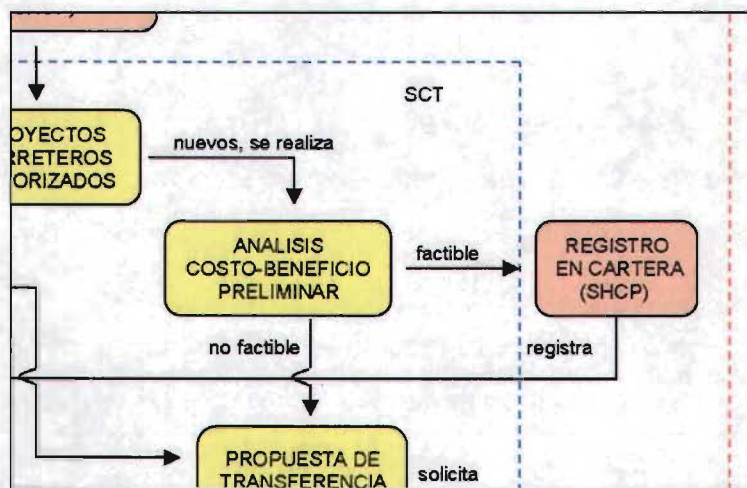 SCT
OYECTOS
RRETEROS
ORIZADOS
nuevos, se realiza
ANALISIS
COSTO-BENEFICIO
PRELIMINAR
factible
REGISTRO
EN CARTERA
(SHCP)
no factible
registra
PROPUESTA DE
TRANSFERENCIA
solicita